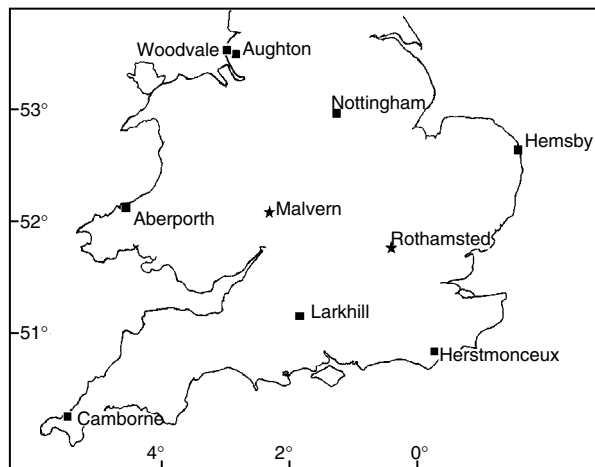 Woodvale
Aughton
53°
Nottingham
Hemsby
Aberporth
Malvern
52°
Rothamsted
Larkhill
51°
Herstmonceux
Camborne
4°
2°
0°